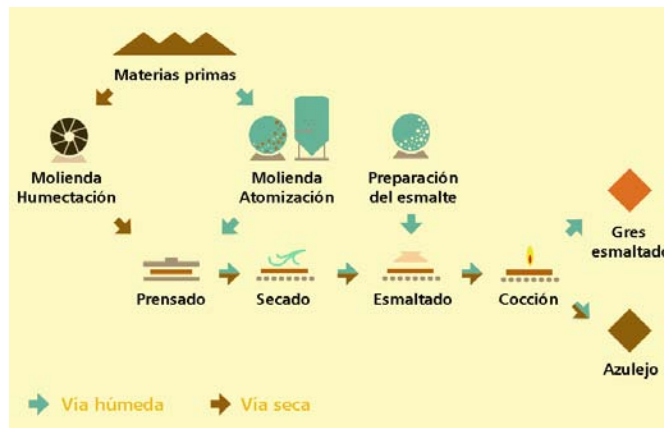 Materias primas
Molienda
Humectación
Molienda
Atomización
Preparación
del esmalte
Gres
esmaltado
Prensado
Secado
Esmaltado
Cocción
Azulejo
Vía húmeda
Vía seca